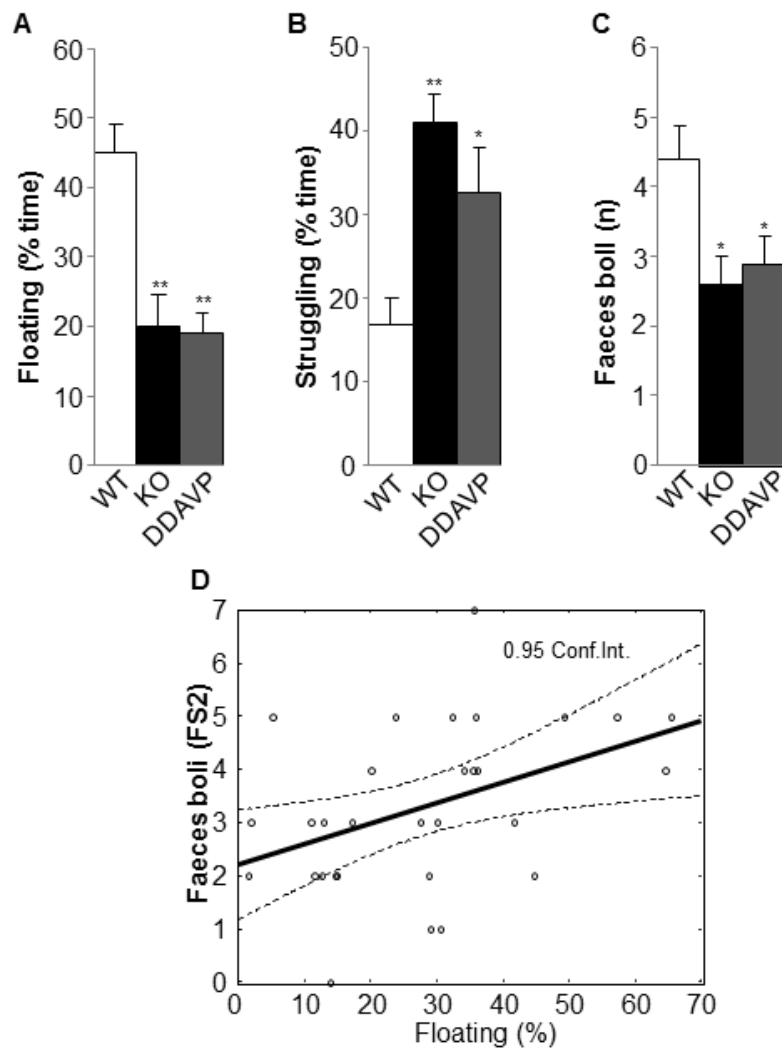 A
Floating (% time)
60
50
40
30
20
10
0
**
**
WT
KO
DDAVP
B
Struggling (% time)
50
40
30
20
10
0
**
*
WT
KO
DDAVP
C
Faeces boll (n)
6
5
4
3
2
1
0
*
*
WT
KO
DDAVP
D
Faeces boli (FS2)
7
6
5
4
3
2
1
0
0.95 Conf.Int.
0 10 20 30 40 50 60 70
Floating (%)